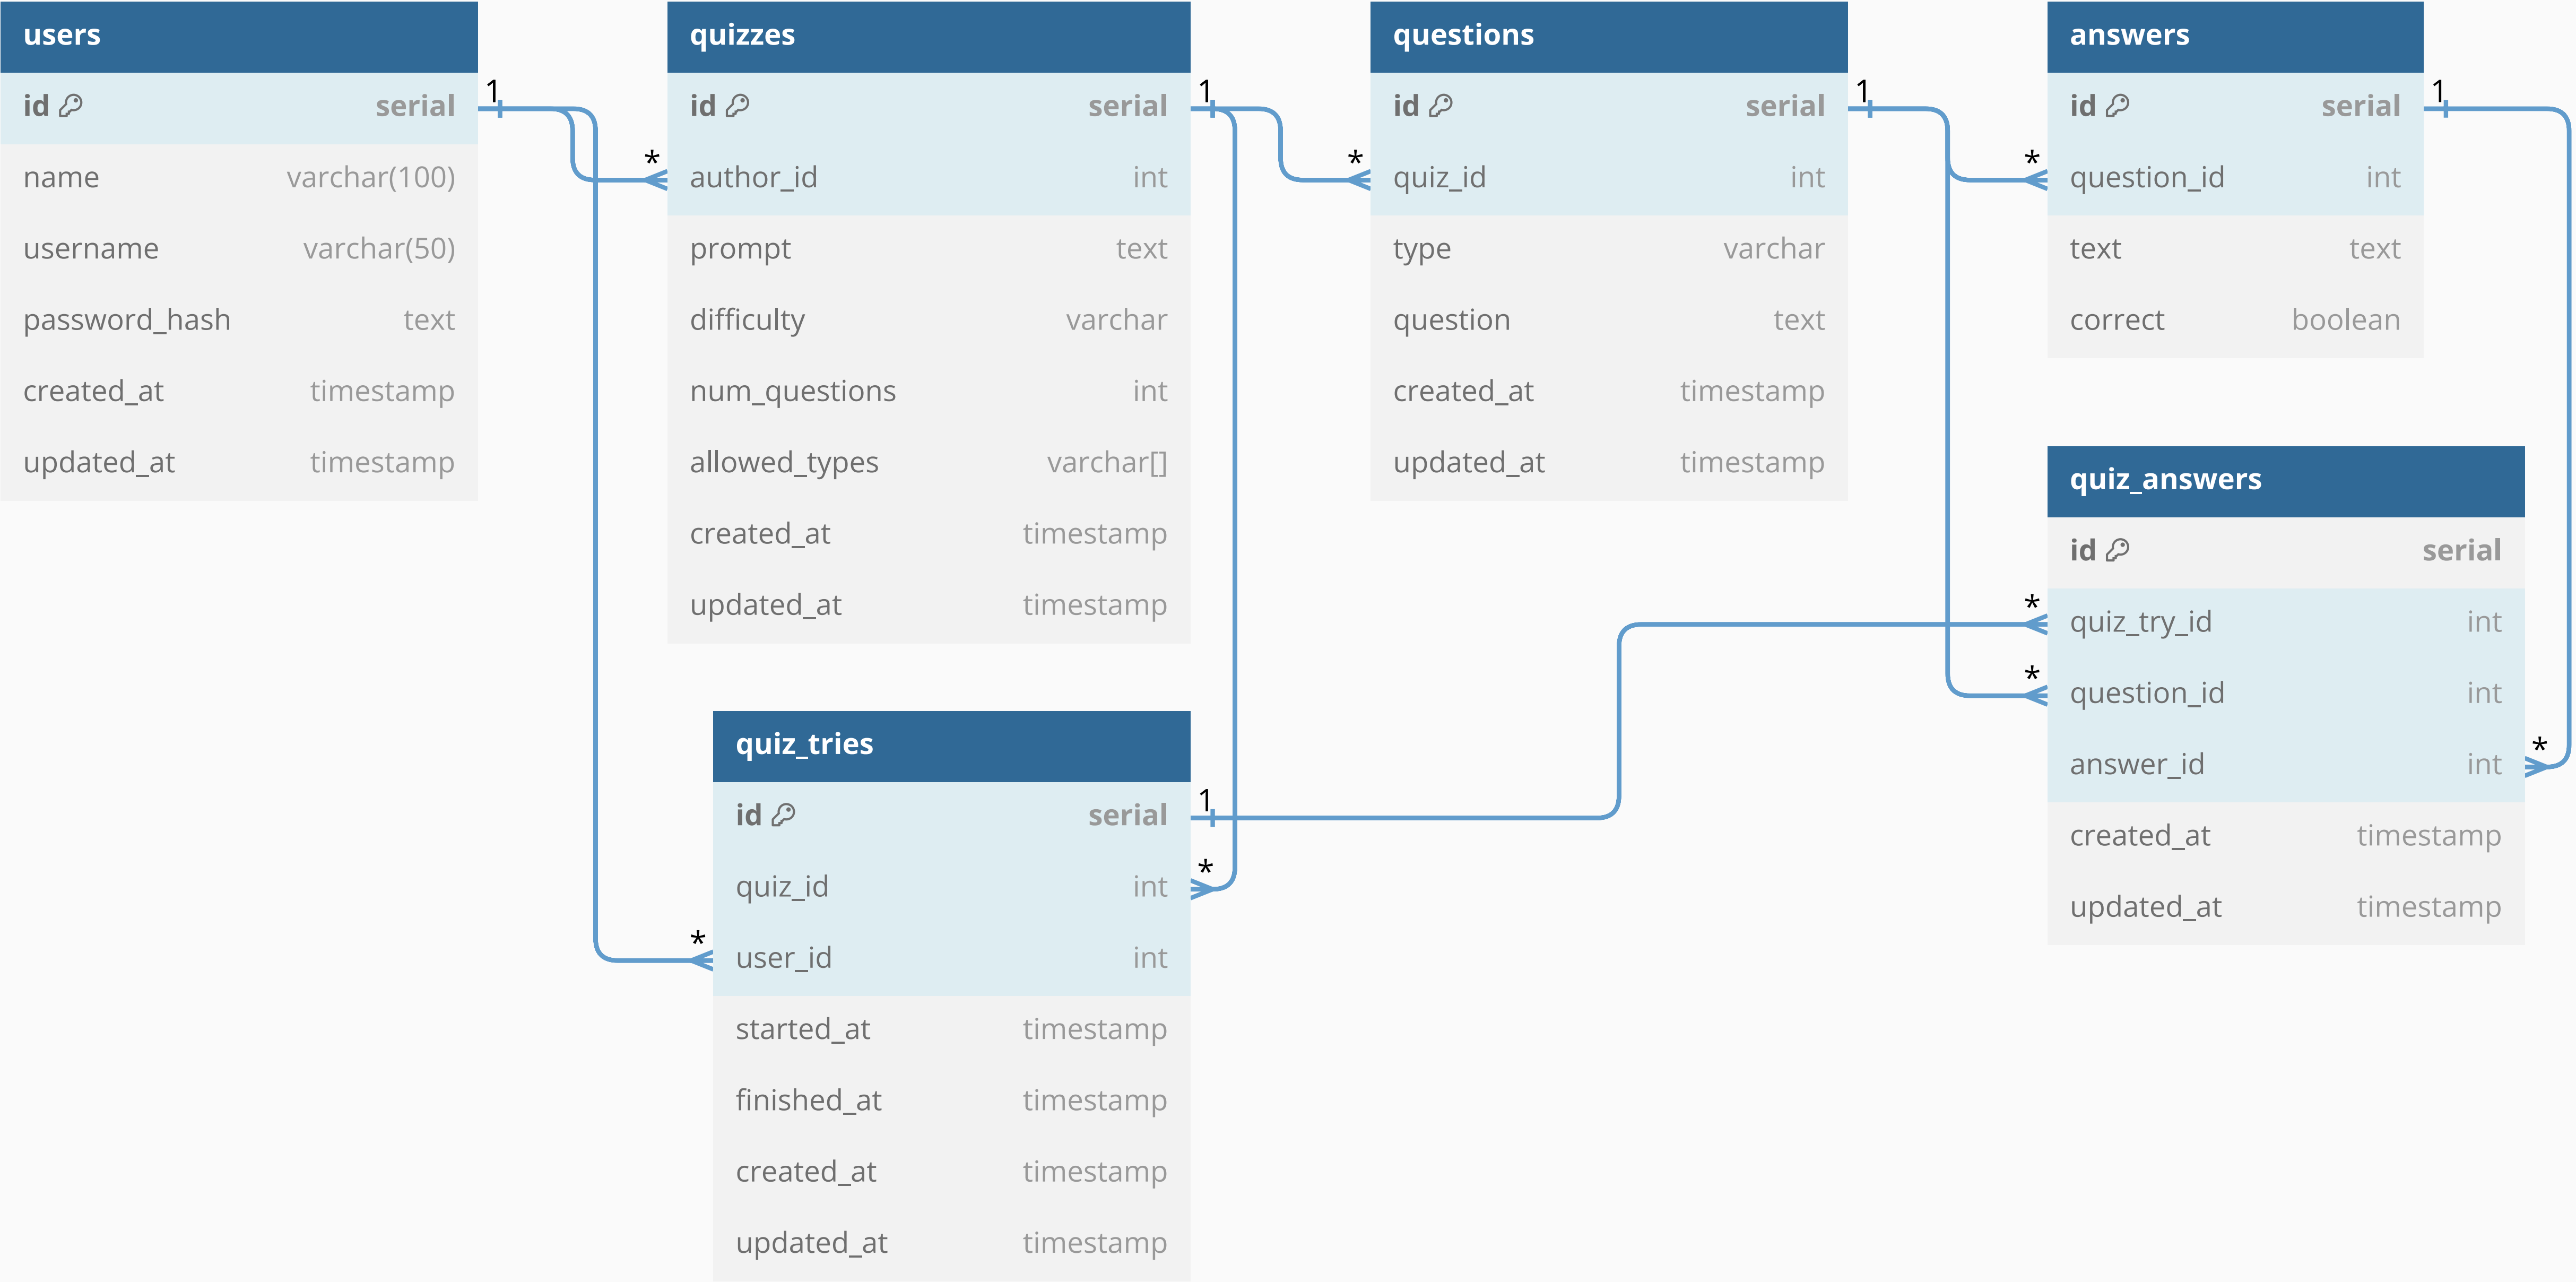 users
id serial
name varchar(100)
username varchar(50)
password_hash text
created_at timestamp
updated_at timestamp
1
*
quizzes
id serial
author_id int
prompt text
difficulty varchar
num_questions int
allowed_types varchar[]
created_at timestamp
updated_at timestamp
1
*
questions
id serial
quiz_id int
type varchar
question text
created_at timestamp
updated_at timestamp
1
*
answers
id serial
question_id int
text text
correct boolean
1
*
quiz_tries
id serial
quiz_id int
user_id int
started_at timestamp
finished_at timestamp
created_at timestamp
updated_at timestamp
1
*
*
*
quiz_answers
id serial
quiz_try_id int
question_id int
answer_id int
created_at timestamp
updated_at timestamp
*